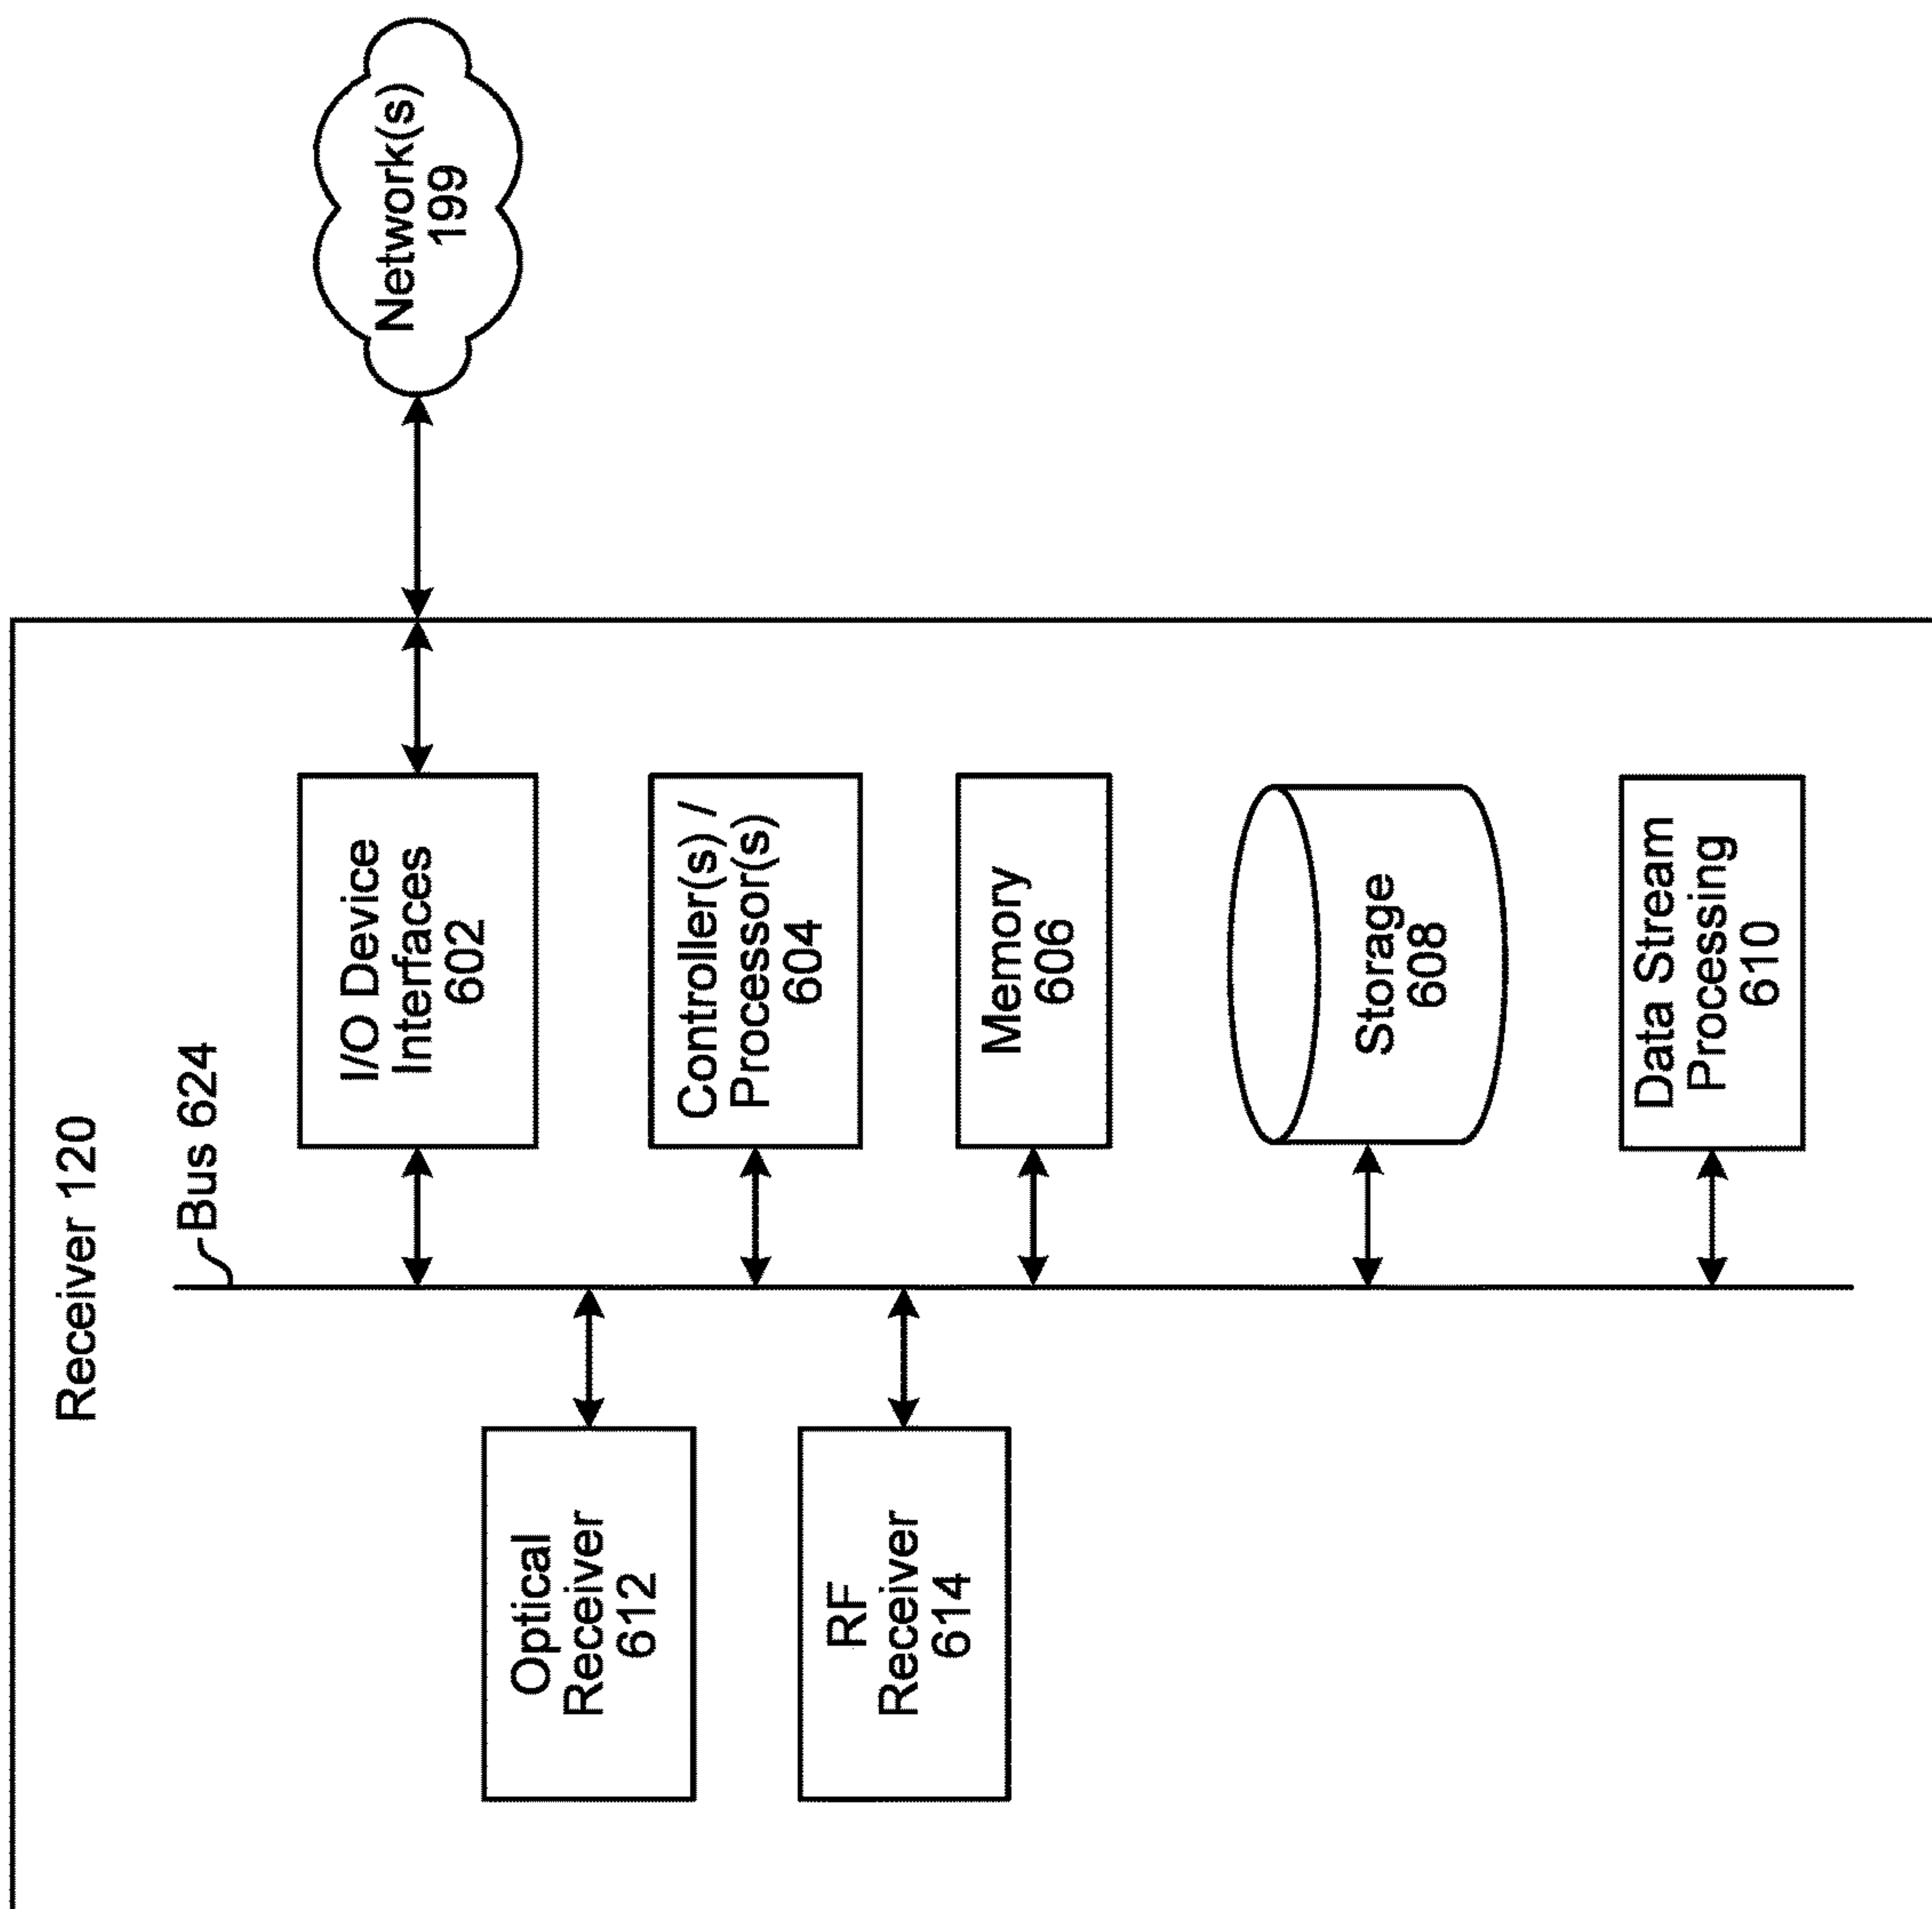 Receiver 120
Bus 624
Optical
Receiver
612
RF
Receiver
614
I/O Device
Interfaces
602
Controller(s) /
Processor(s)
604
Memory
606
Storage
608
Data Stream
Processing
610
Network(s)
199